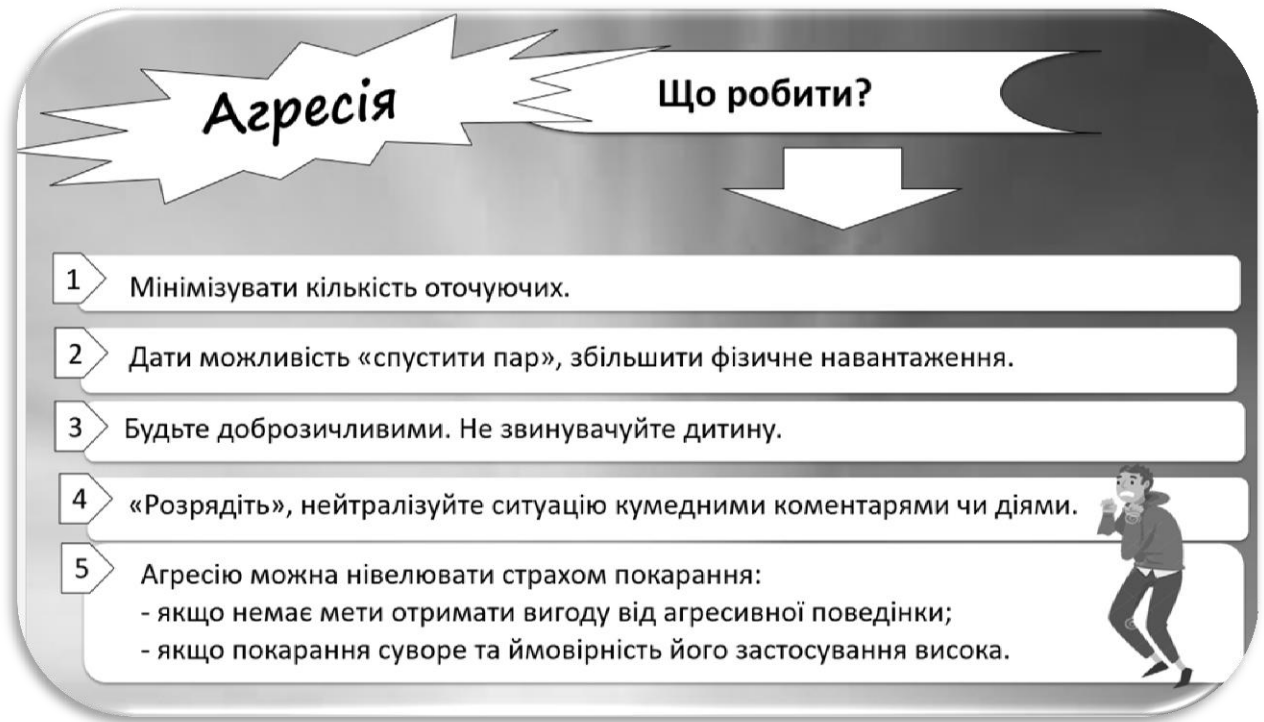 Агресія
Що робити?
1
Мінімізувати кількість оточуючих.
2
Дати можливість «спустити пар», збільшити фізичне навантаження.
3
Будьте доброзичливими. Не звинувачуйте дитину.
4
«Розрядіть», нейтралізуйте ситуацію кумедними коментарями чи діями.
5
Агресію можна нівелювати страхом покарання:
- якщо немає мети отримати вигоду від агресивної поведінки;
- якщо покарання суворе та ймовірність його застосування висока.